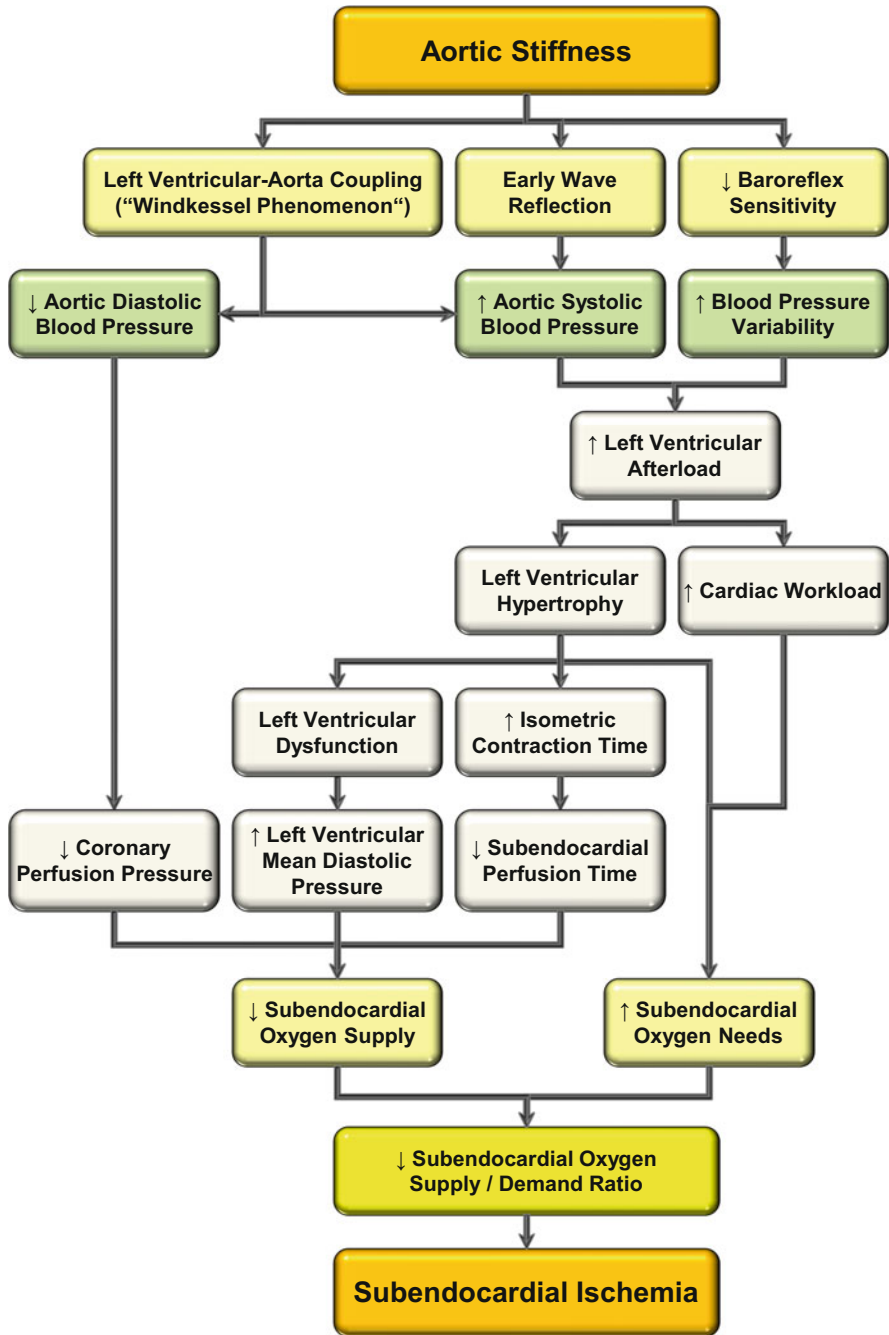 Aortic Stiffness
Left Ventricular-Aorta Coupling
(“Windkessel Phenomenon“)
Early Wave
Reflection
↓ Baroreflex
Sensitivity
↓ Aortic Diastolic
Blood Pressure
↑ Aortic Systolic
Blood Pressure
↑ Blood Pressure
Variability
↑ Left Ventricular
Afterload
Left Ventricular
Hypertrophy
↑ Cardiac Workload
Left Ventricular
Dysfunction
↑ Isometric
Contraction Time
↓ Coronary
Perfusion Pressure
↑ Left Ventricular
Mean Diastolic
Pressure
↓ Subendocardial
Perfusion Time
↓ Subendocardial
Oxygen Supply
↑ Subendocardial
Oxygen Needs
↓ Subendocardial Oxygen
Supply / Demand Ratio
Subendocardial Ischemia